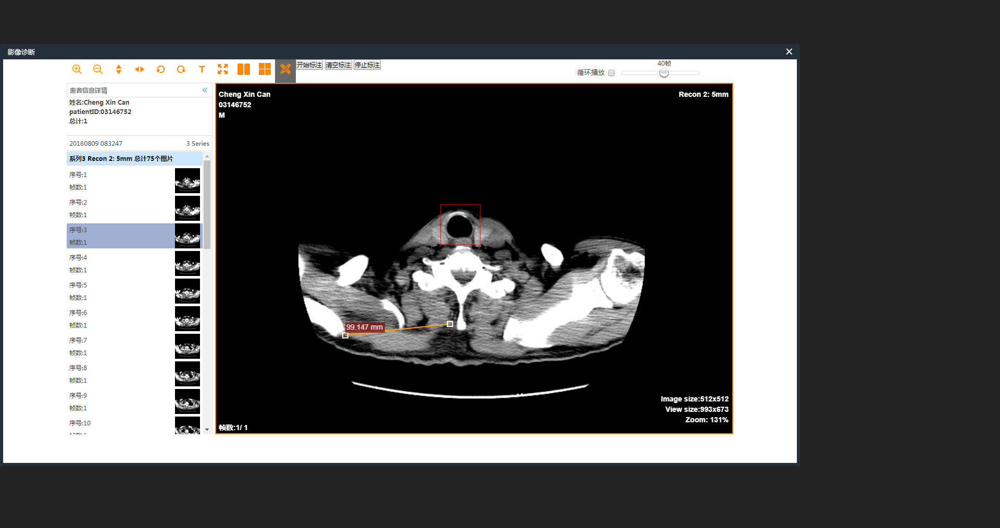 影像诊断
T
开始标注 清空标注 停止标注
循环播放
40帧
患者信息详情
姓名:Cheng Xin Can
patientID:03146752
总计:1
20160809 083247 3 Series
系列3 Recon 2: 5mm 总计75个图片
序号:1
帧数:1
序号:2
帧数:1
序号:3
帧数:1
序号:4
帧数:1
序号:5
帧数:1
序号:6
帧数:1
序号:7
帧数:1
序号:8
帧数:1
序号:9
帧数:1
序号:10
帧数:1
Cheng Xin Can
03146752
M
Recon 2: 5mm
99.147 mm
Image size:512x512
View size:993x673
Zoom: 131%
帧数:1/ 1